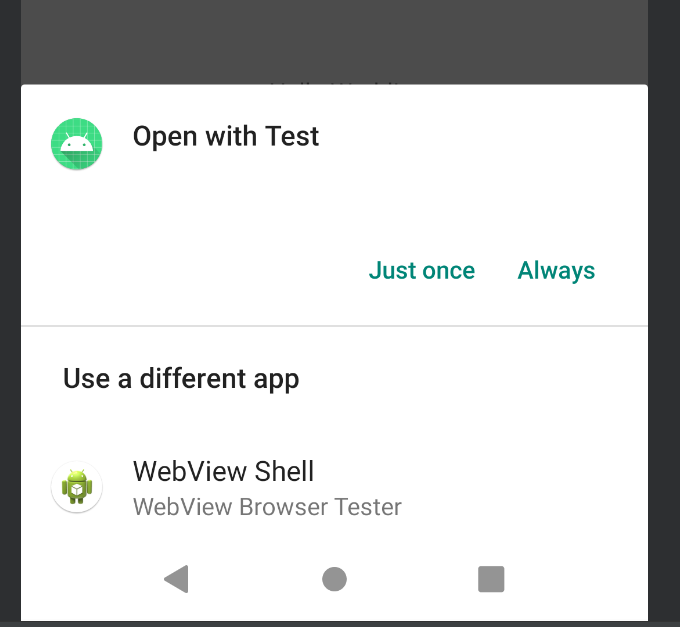 Open with Test
Just once
Always
Use a different app
WebView Shell
WebView Browser Tester